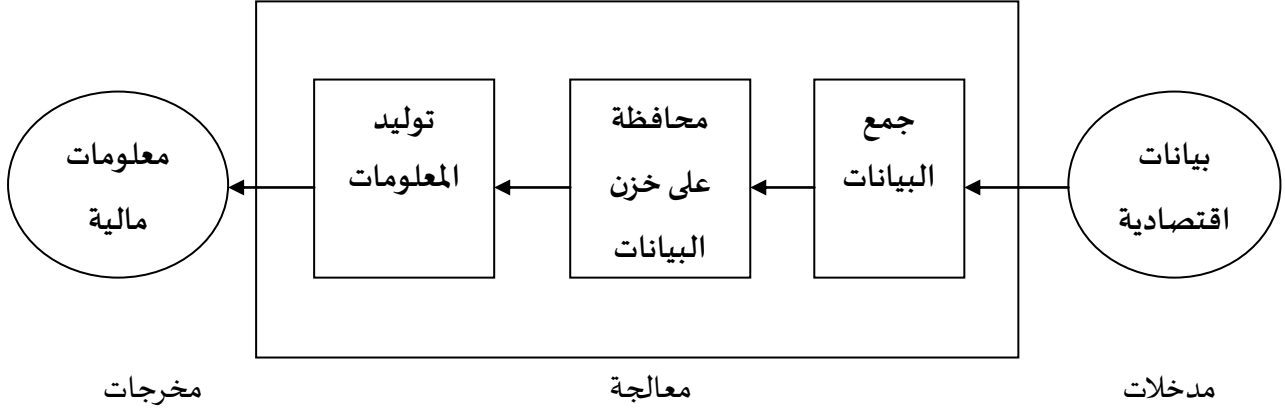 بيانات
اقتصادية
جمع
البيانات
محافظة
على خزن
البيانات
توليد
المعلومات
معلومات
مالية
مدخلات
معالجة
مخرجات